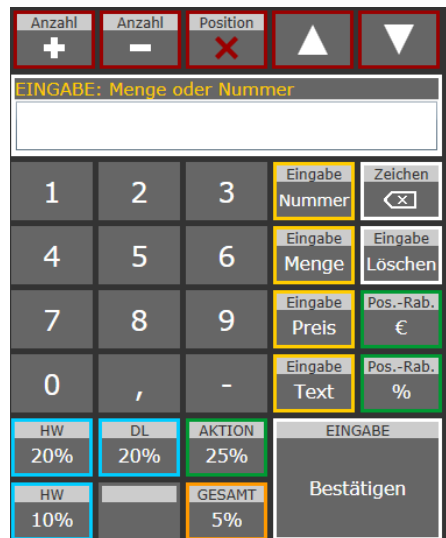 Anzahl
Anzahl
Position
EINGABE: Menge oder Nummer
1
2
3
Eingabe
Nummer
Zeichen
4
5
6
Eingabe
Menge
Eingabe
Löschen
7
8
9
Eingabe
Preis
Pos.-Rab.
€
0
,
-
Eingabe
Text
Pos.-Rab.
%
HW
20%
DL
20%
AKTION
25%
EINGABE
Bestätigen
HW
10%
GESAMT
5%